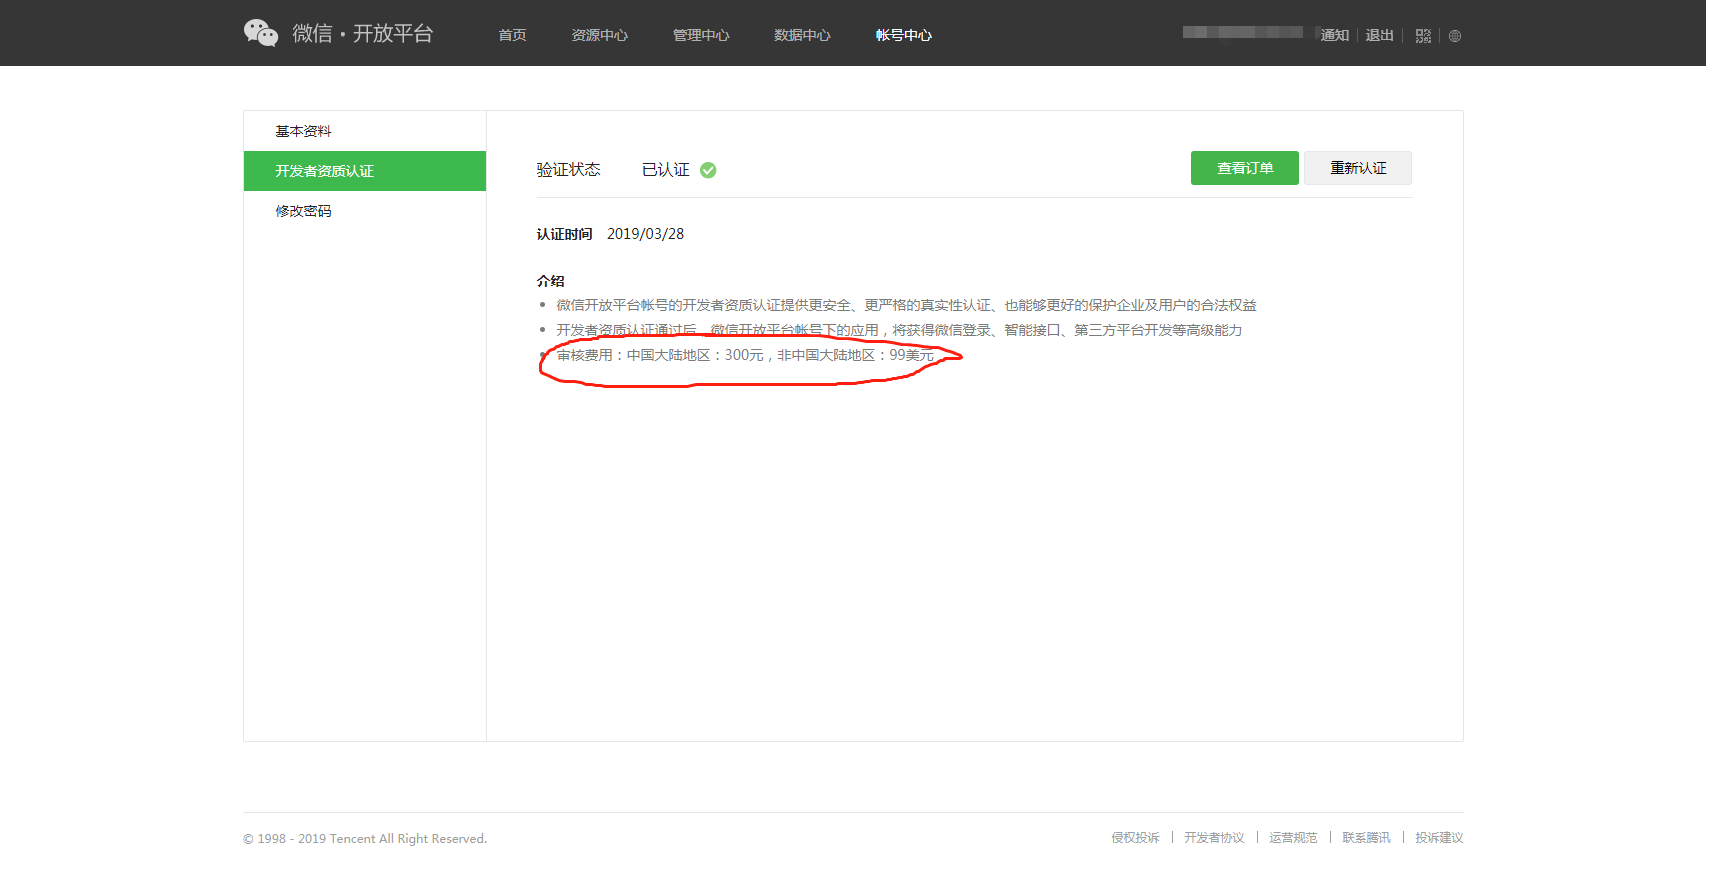 微信·开放平台 首页 资源中心 管理中心 数据中心 帐号中心 通知 退出
基本资料
开发者资质认证
修改密码
验证状态 已认证 查看订单 重新认证
认证时间 2019/03/28
介绍
微信开放平台帐号的开发者资质认证提供更安全、更严格的真实性认证、也能够更好的保护企业及用户的合法权益
开发者资质认证通过后，微信开放平台帐号下的应用，将获得微信登录、智能接口、第三方平台开发等高级能力
审核费用：中国大陆地区：300元，非中国大陆地区：99美元
© 1998 - 2019 Tencent All Right Reserved.
侵权投诉 | 开发者协议 | 运营规范 | 联系腾讯 | 投诉建议